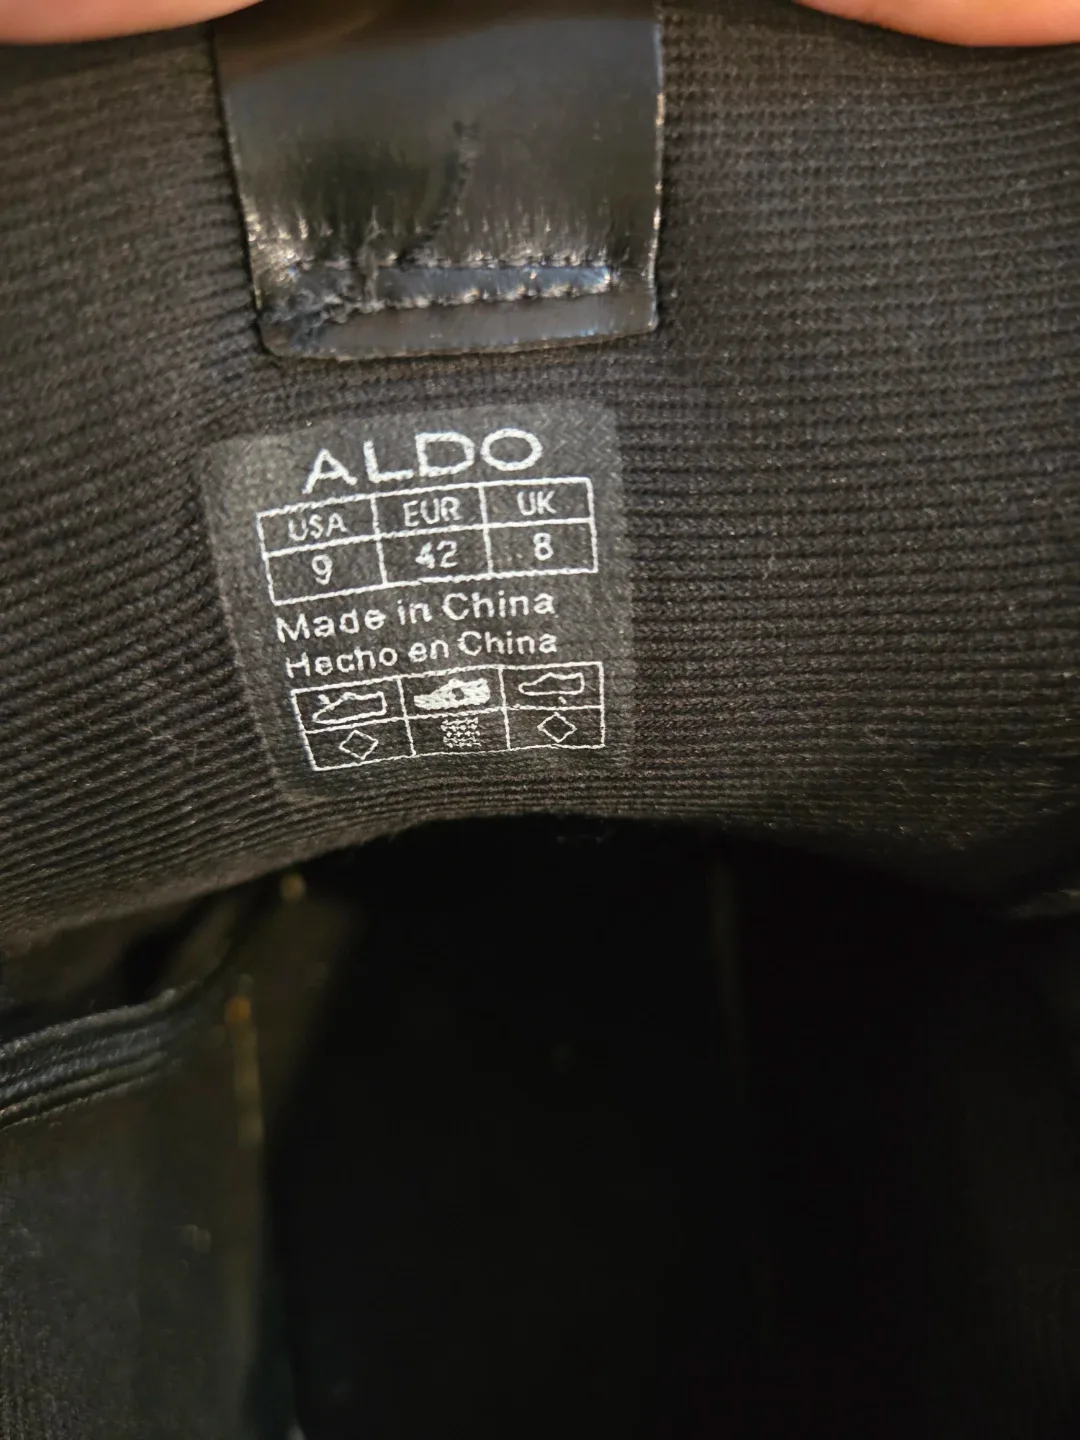 ALDO
USA EUR UK
9 42 8
Made in China
Hecho en China